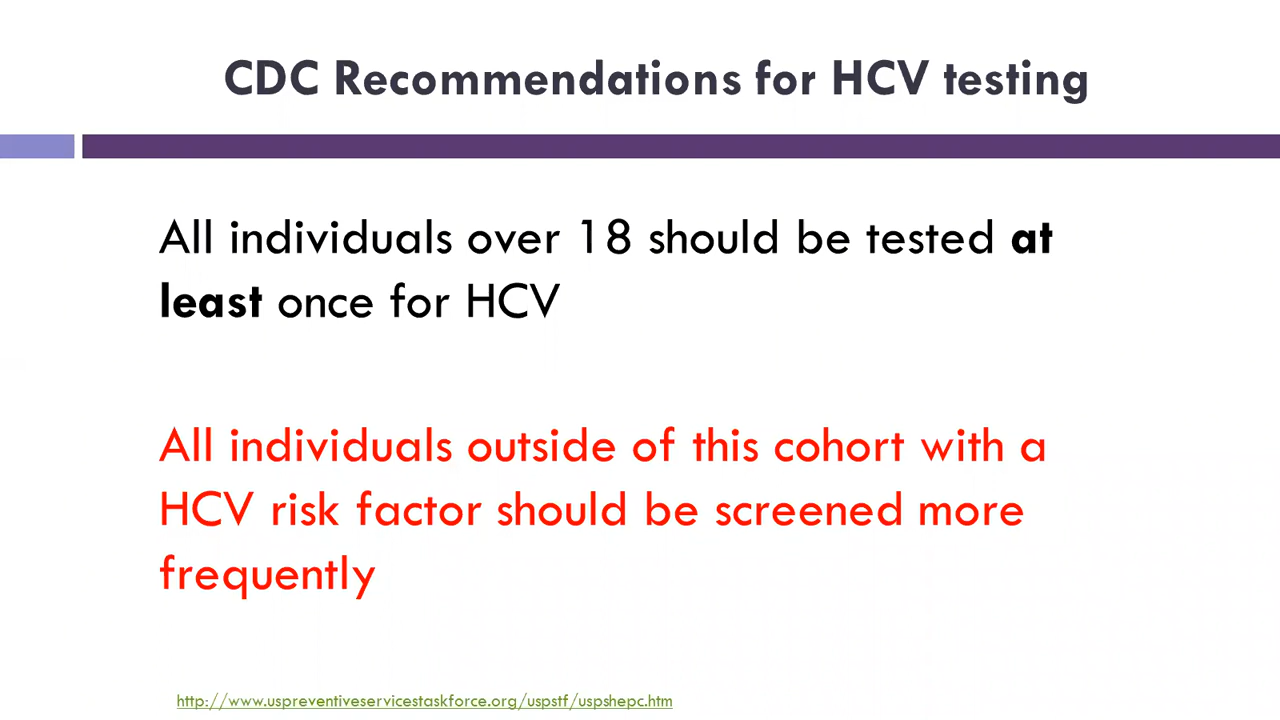 CDC Recommendations for HCV testing
All individuals over 18 should be tested at
least once for HCV
All individuals outside of this cohort with a
HCV risk factor should be screened more
frequently
http://www.uspreventiveservicestaskforce.org/uspstf/uspshepc.htm